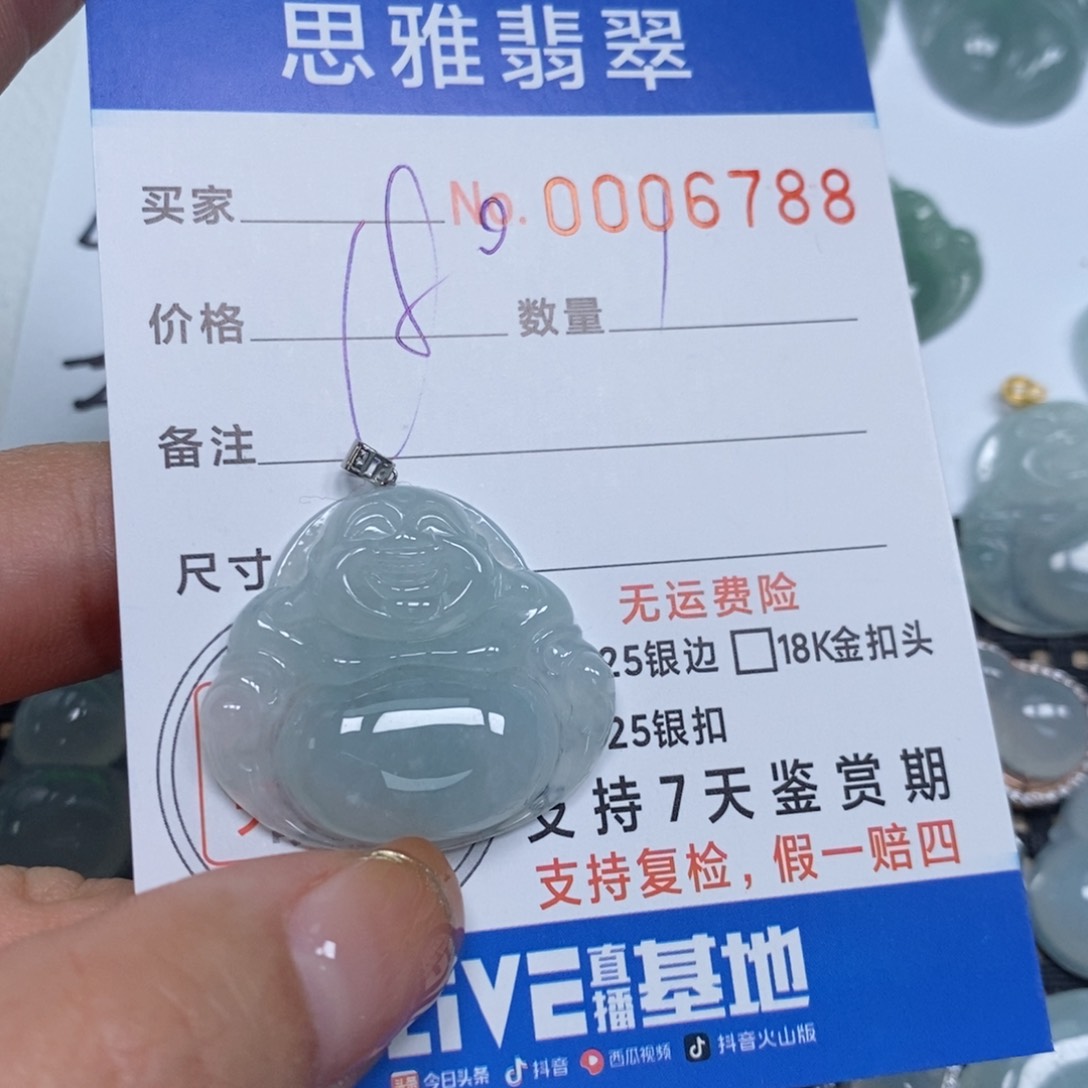 思雅翡翠
买家 No. 0006788
价格 数量
备注
尺寸
无运费险
25银边 □18K金扣头
25银扣
支持7天鉴赏期
支持复检，假一赔四
LIVE直播基地
头条 今日头条 抖音 西瓜视频 抖音火山版